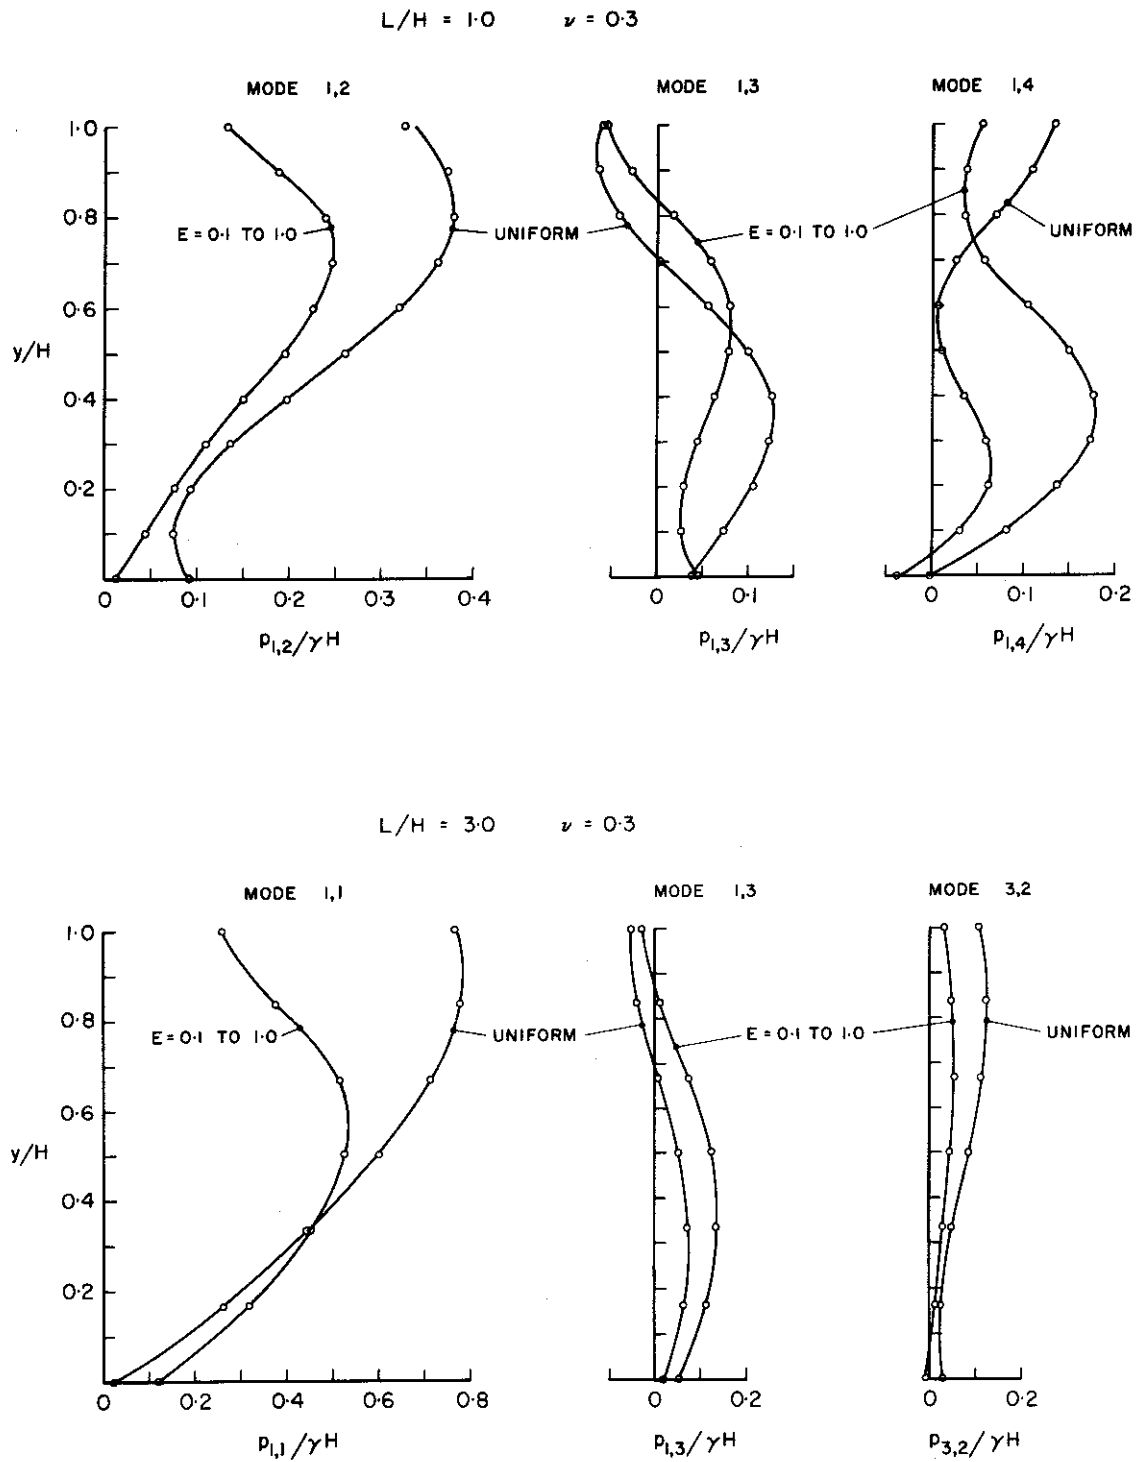 L/H = 1·0 ν = 0·3
MODE 1,2
MODE 1,3
MODE 1,4
1·0
0·8
0·6
y/H
0·4
0·2
E = 0·1 TO 1·0
UNIFORM
E = 0·1 TO 1·0
UNIFORM
0 0·1 0·2 0·3 0·4
0 0·1
0 0·1 0·2
p1,2/γH
p1,3/γH
p1,4/γH
L/H = 3·0 ν = 0·3
MODE 1,1
MODE 1,3
MODE 3,2
1·0
0·8
0·6
y/H
0·4
0·2
E = 0·1 TO 1·0
UNIFORM
E = 0·1 TO 1·0
UNIFORM
0 0·2 0·4 0·6 0·8
0 0·1 0·2
0 0·2
p1,1/γH
p1,3/γH
p3,2/γH